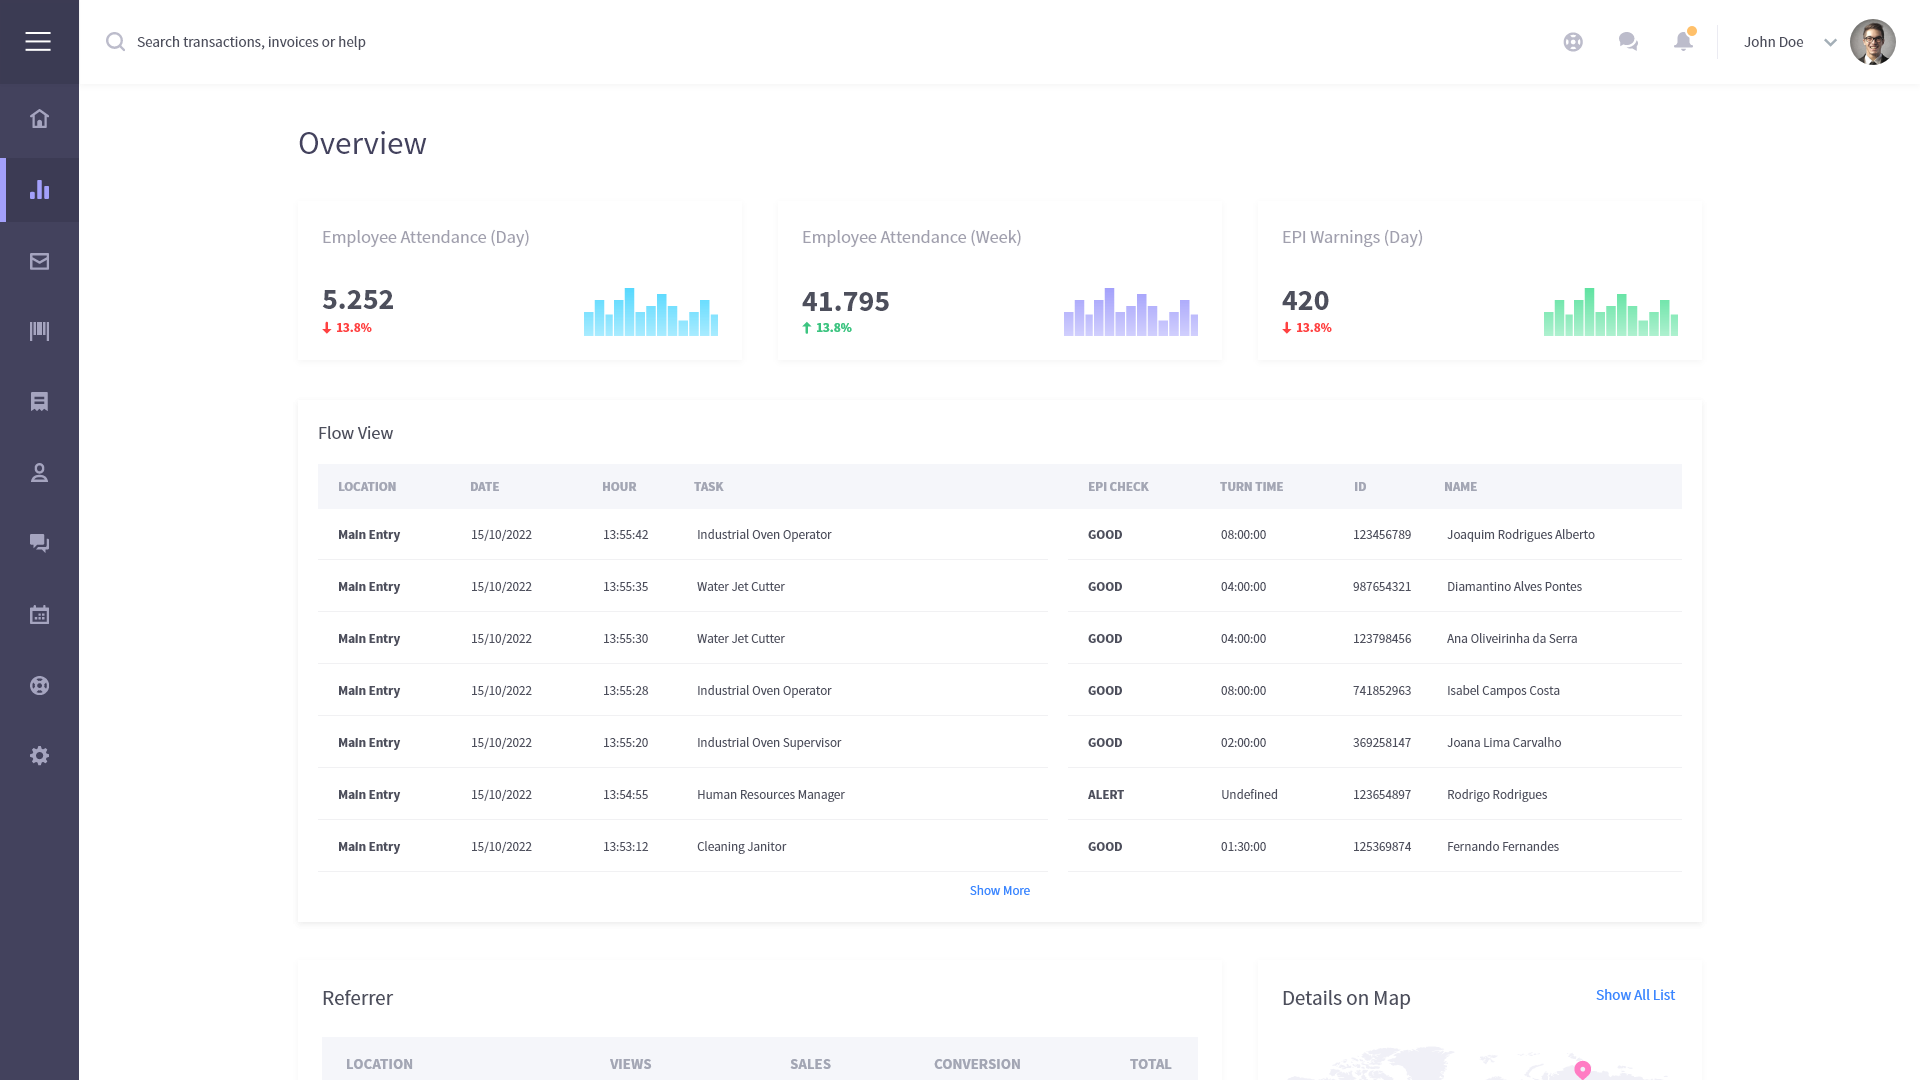 Search transactions, invoices or help
John Doe
Overview
Employee Attendance (Day)
5.252
13.8%
Employee Attendance (Week)
41.795
13.8%
EPI Warnings (Day)
420
13.8%
Flow View
LOCATION DATE HOUR TASK EPI CHECK TURN TIME ID NAME
Main Entry 15/10/2022 13:55:42 Industrial Oven Operator GOOD 08:00:00 123456789 Joaquim Rodrigues Alberto
Main Entry 15/10/2022 13:55:35 Water Jet Cutter GOOD 04:00:00 987654321 Diamantino Alves Pontes
Main Entry 15/10/2022 13:55:30 Water Jet Cutter GOOD 04:00:00 123798456 Ana Oliveirinha da Serra
Main Entry 15/10/2022 13:55:28 Industrial Oven Operator GOOD 08:00:00 741852963 Isabel Campos Costa
Main Entry 15/10/2022 13:55:20 Industrial Oven Supervisor GOOD 02:00:00 369258147 Joana Lima Carvalho
Main Entry 15/10/2022 13:54:55 Human Resources Manager ALERT Undefined 123654897 Rodrigo Rodrigues
Main Entry 15/10/2022 13:53:12 Cleaning Janitor GOOD 01:30:00 125369874 Fernando Fernandes
Show More
Referrer
LOCATION VIEWS SALES CONVERSION TOTAL
Details on Map
Show All List